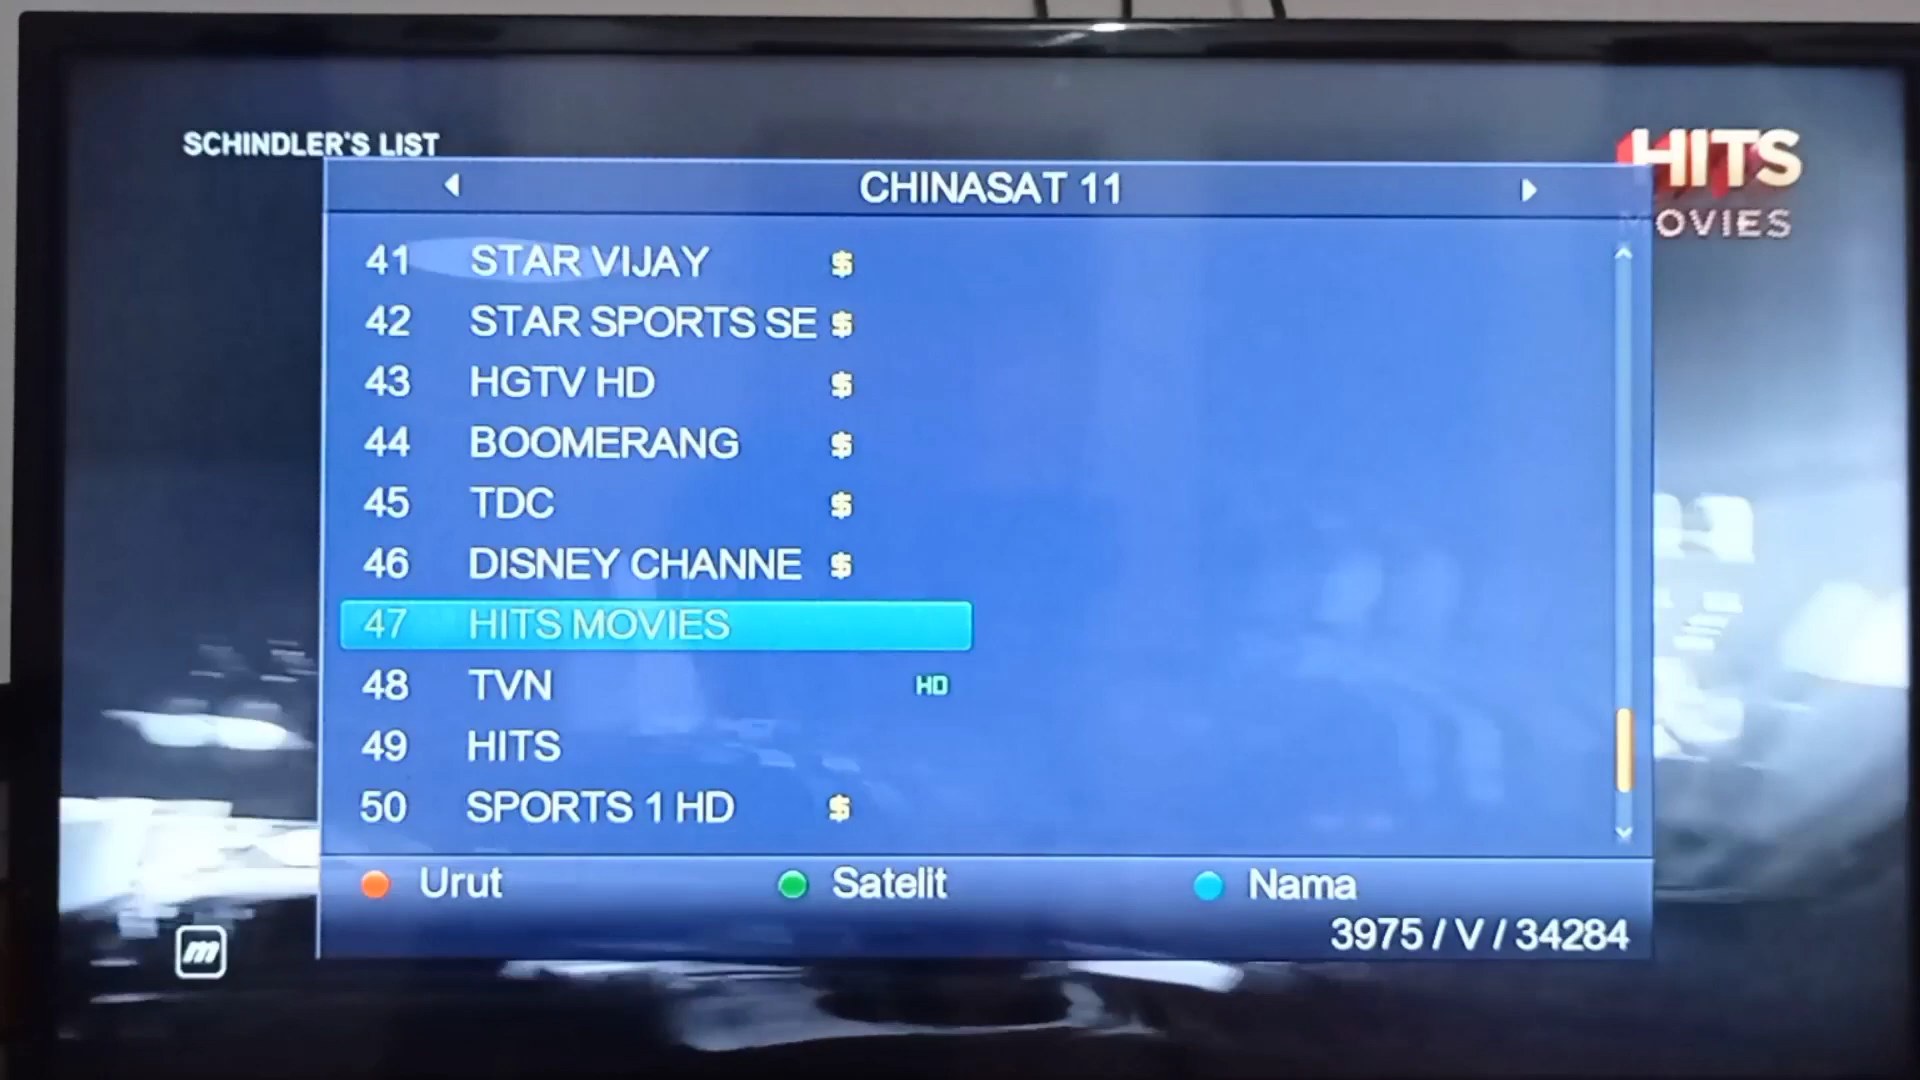 SCHINDLER'S LIST
HITS
MOVIES
CHINASAT 11
41 STAR VIJAY $
42 STAR SPORTS SE $
43 HGTV HD $
44 BOOMERANG $
45 TDC $
46 DISNEY CHANNE $
47 HITS MOVIES
48 TVN HD
49 HITS
50 SPORTS 1 HD $
Urut Satelit Nama
3975 / V / 34284
m